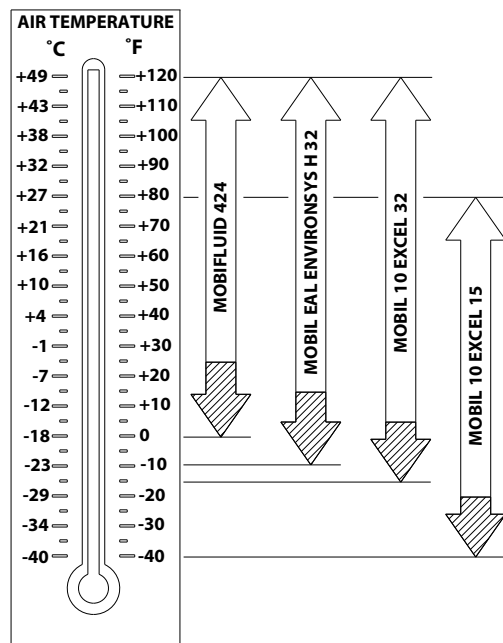 AIR TEMPERATURE
°C °F
+49 +120
+43 +110
+38 +100
+32 +90
+27 +80
+21 +70
+16 +60
+10 +50
+4 +40
-1 +30
-7 +20
-12 +10
-18 0
-23 -10
-29 -20
-34 -30
-40 -40
MOBIFLUID 424
MOBIL EAL ENVIRONSYS H 32
MOBIL 10 EXCEL 32
MOBIL 10 EXCEL 15